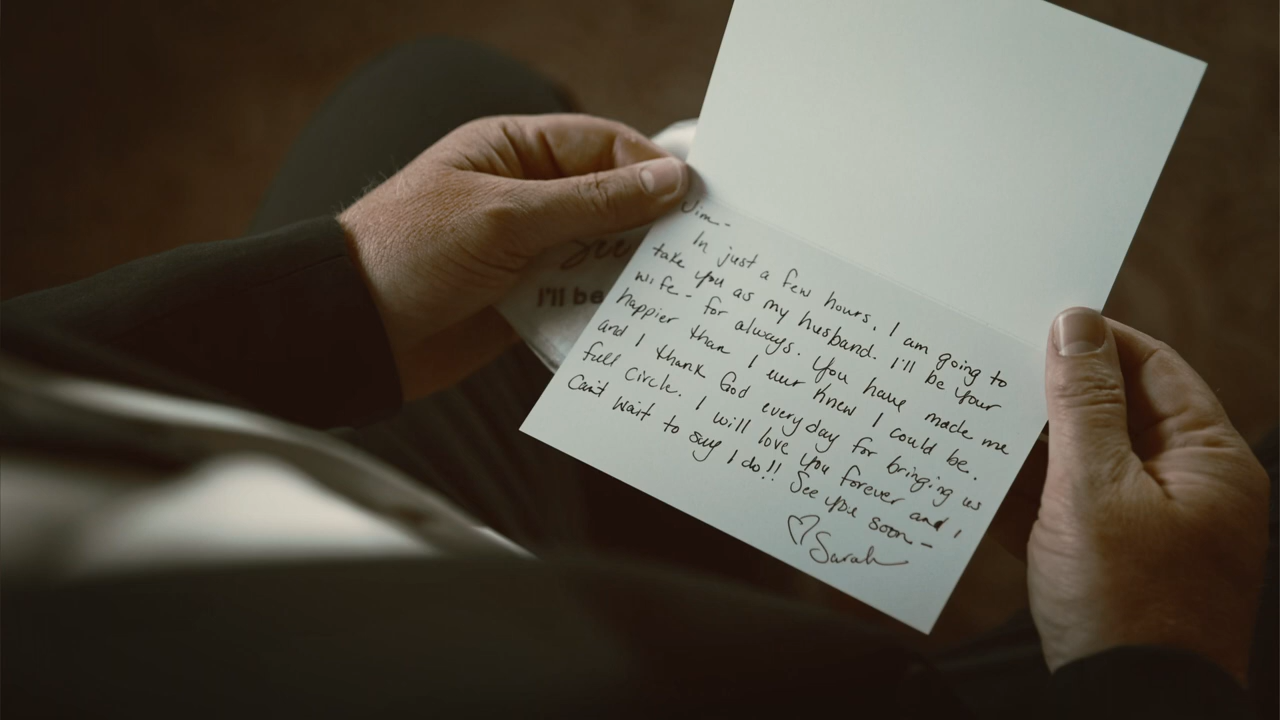 Jim-
In just a few hours, I am going to
take you as my husband. I'll be your
wife - for always. You have made me
happier than I ever knew I could be.
and I thank God everyday for bringing us
full circle. I will love you forever and I
Can't wait to say I do!! See you soon-
♡Sarah
See
I'll be